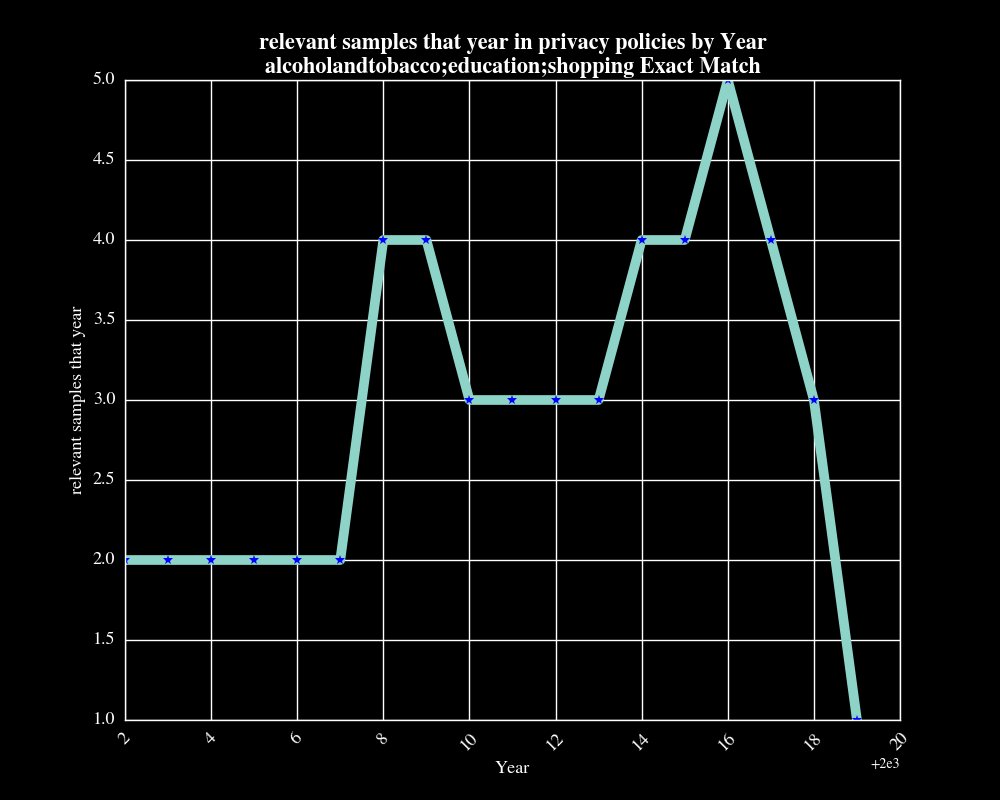 relevant samples that year in privacy policies by Year
alcoholandtobacco;education;shopping Exact Match
5.0
4.5
4.0
3.5
3.0
2.5
2.0
1.5
1.0
relevant samples that year
2 4 6 8 10 12 14 16 18 20
+2e3
Year